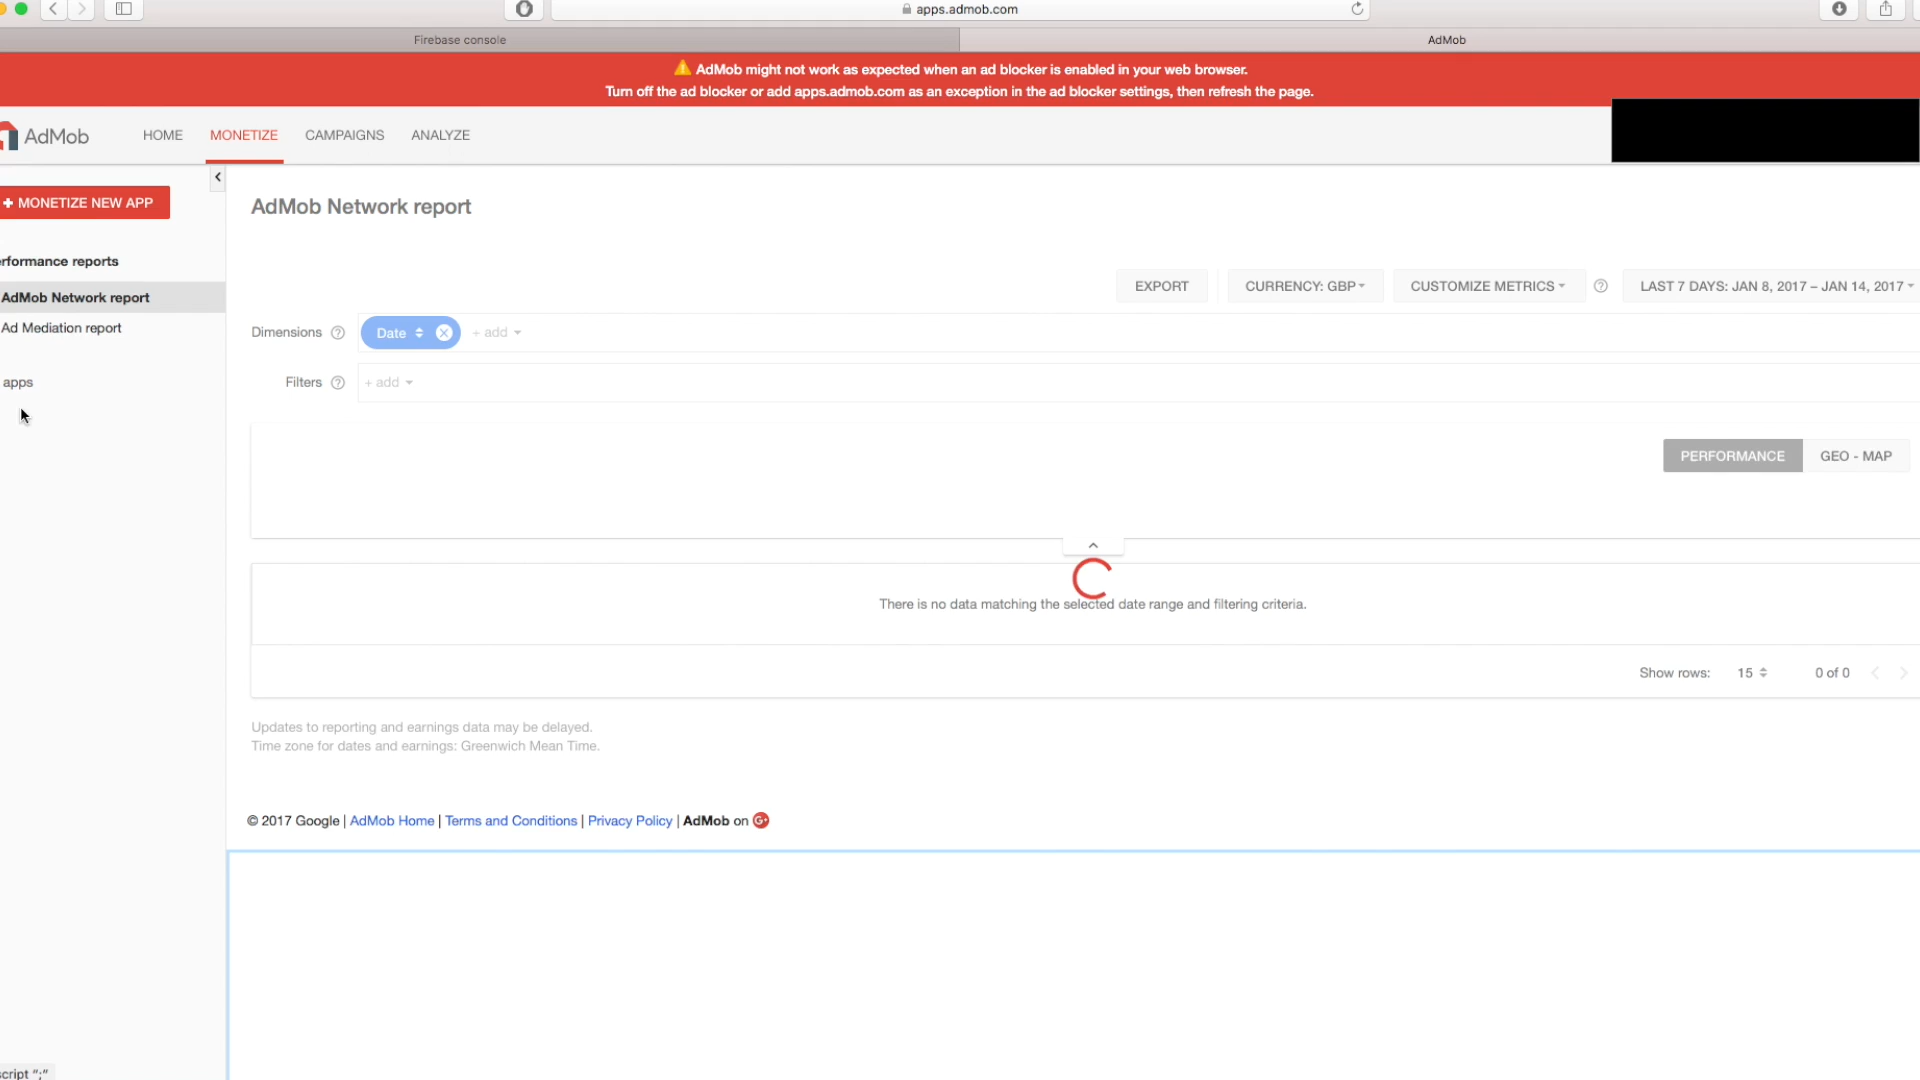 apps.admob.com
Firebase console
AdMob
AdMob might not work as expected when an ad blocker is enabled in your web browser.
Turn off the ad blocker or add apps.admob.com as an exception in the ad blocker settings, then refresh the page.
AdMob
HOME
MONETIZE
CAMPAIGNS
ANALYZE
+ MONETIZE NEW APP
rformance reports
AdMob Network report
Ad Mediation report
apps
AdMob Network report
EXPORT
CURRENCY: GBP
CUSTOMIZE METRICS
LAST 7 DAYS: JAN 8, 2017 – JAN 14, 2017
Dimensions
Date
+ add
Filters
+ add
PERFORMANCE
GEO - MAP
There is no data matching the selected date range and filtering criteria.
Show rows:
15
0 of 0
Updates to reporting and earnings data may be delayed.
Time zone for dates and earnings: Greenwich Mean Time.
© 2017 Google | AdMob Home | Terms and Conditions | Privacy Policy | AdMob on G+
script ";"